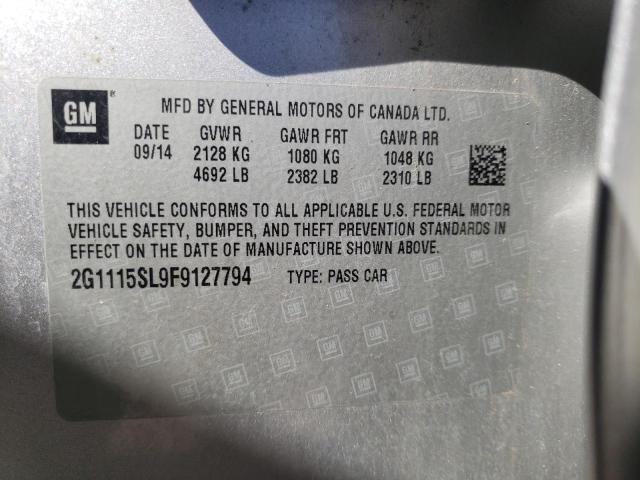 GM
MFD BY GENERAL MOTORS OF CANADA LTD.
DATE GVWR GAWR FRT GAWR RR
09/14 2128 KG 1080 KG 1048 KG
4692 LB 2382 LB 2310 LB
THIS VEHICLE CONFORMS TO ALL APPLICABLE U.S. FEDERAL MOTOR
VEHICLE SAFETY, BUMPER, AND THEFT PREVENTION STANDARDS IN
EFFECT ON THE DATE OF MANUFACTURE SHOWN ABOVE.
2G1115SL9F9127794 TYPE: PASS CAR